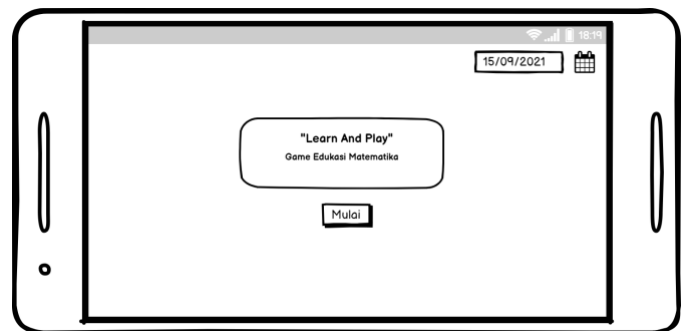 18:19
15/09/2021
"Learn And Play"
Game Edukasi Matematika
Mulai